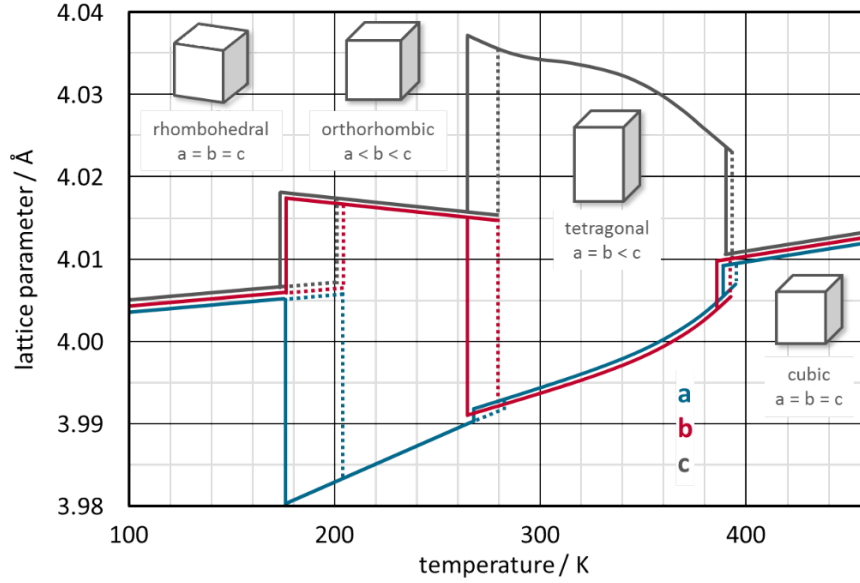 4.04
4.03
4.02
4.01
4.00
3.99
3.98
lattice parameter / Å
rhombohedral
a = b = c
orthorhombic
a < b < c
tetragonal
a = b < c
cubic
a = b = c
a
b
c
100
200
300
400
temperature / K